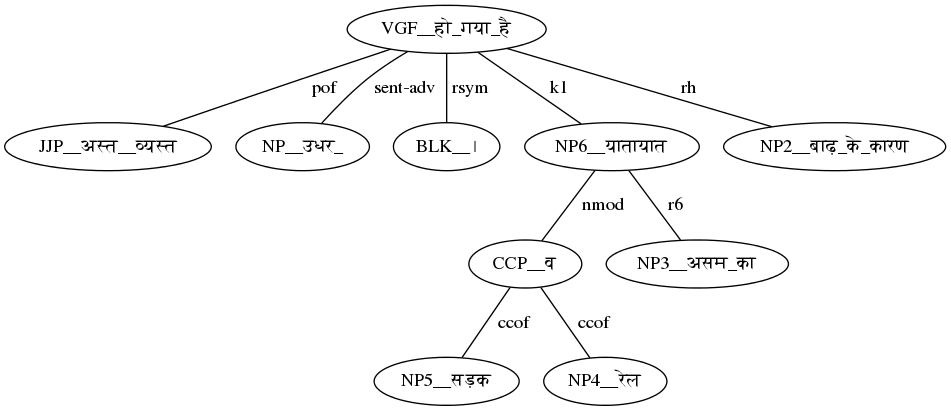 VGF__हो_गया_है
pof sent-adv rsym k1 rh
JJP__अस्त__व्यस्त NP__उधर_ BLK__। NP6__यातायात NP2__बाढ़_के_कारण
nmod r6
CCP__व NP3__असम_का
ccof ccof
NP5__सड़क NP4__रेल